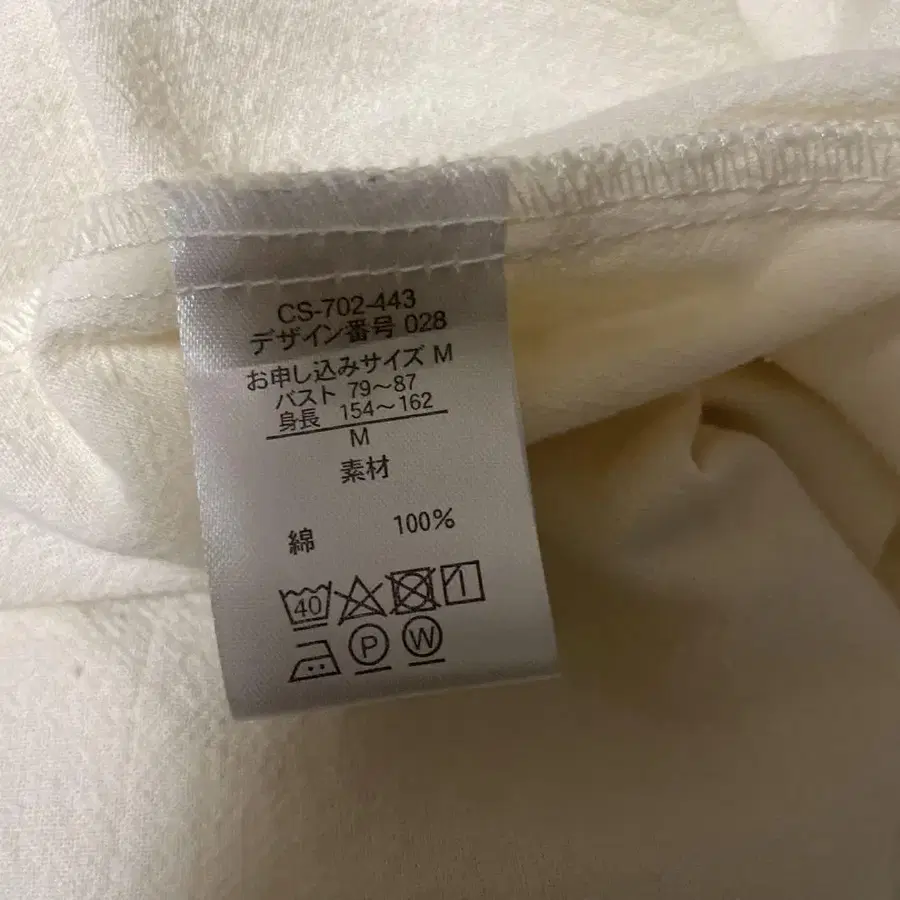 CS-702-443
デザイン番号 028
お申し込みサイズ M
バスト 79～87
身長 154～162
M
素材
綿 100%
40
P W